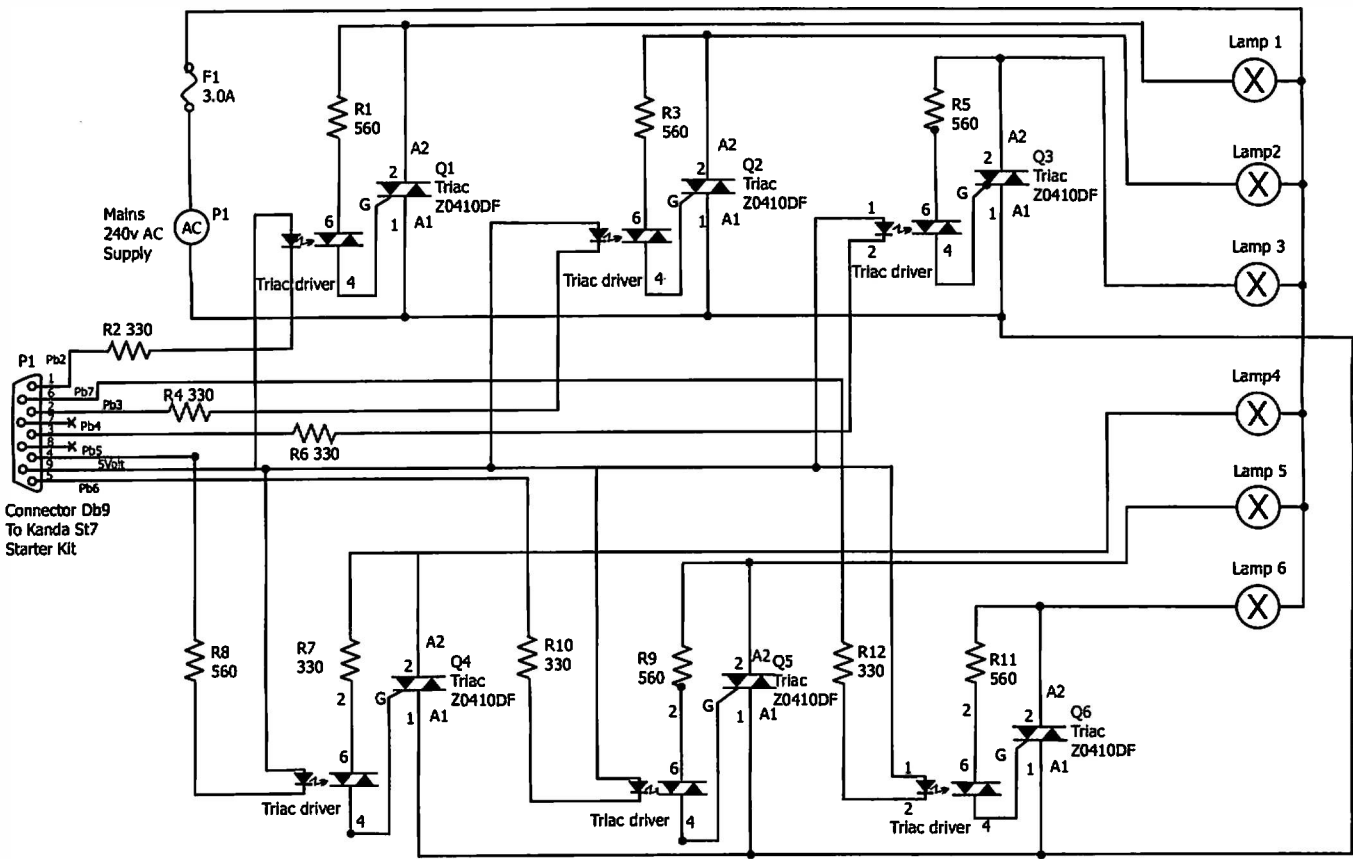 F1
3.0A
R1
560
A2
2
Q1
Triac
Z0410DF
G
1
A1
6
4
Triac driver
R3
560
A2
2
Q2
Triac
Z0410DF
G
1
A1
6
4
Triac driver
R5
560
A2
2
Q3
Triac
Z0410DF
G
1
A1
1
6
2
4
Triac driver
Lamp 1
X
Lamp2
X
Lamp 3
X
Mains
240v AC
Supply
AC
P1
R2 330
P1
Pb2
1
6
Pb7
2
Pb3
R4 330
7
Pb4
3
R6 330
8
Pb5
4
5Volt
9
5
Pb6
Connector Db9
To Kanda St7
Starter Kit
Lamp4
X
Lamp 5
X
Lamp 6
X
R8
560
R7
330
2
A2
2
Q4
Triac
Z0410DF
G
1
A1
6
4
Triac driver
R10
330
R9
560
2
A2
2
Q5
Triac
Z0410DF
G
1
A1
6
4
Triac driver
R12
330
R11
560
2
A2
2
Q6
Triac
Z0410DF
G
1
A1
1
6
2
4
Triac driver